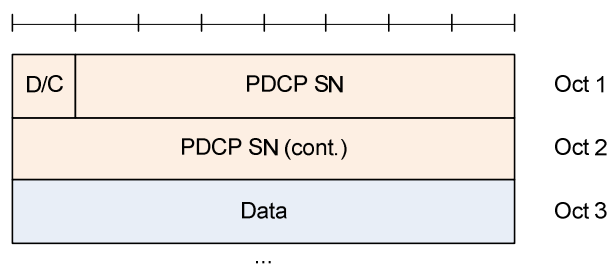 D/C PDCP SN Oct 1
PDCP SN (cont.) Oct 2
Data Oct 3
...